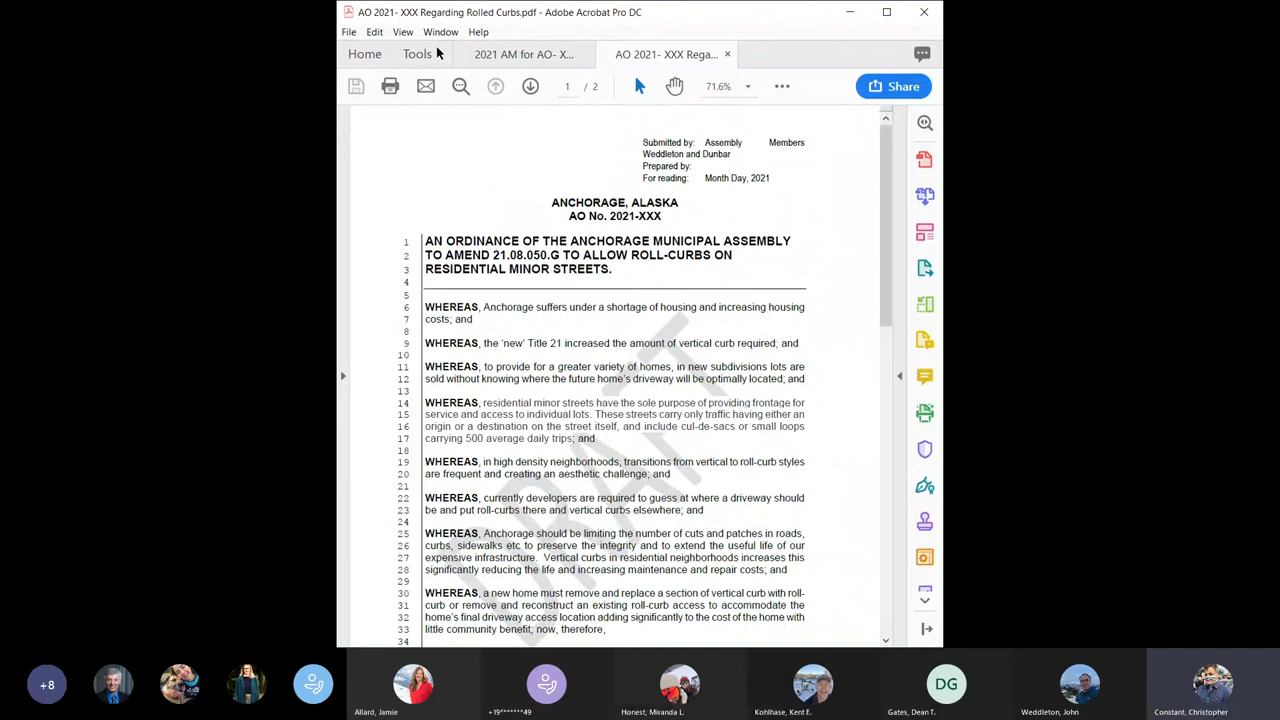 AO 2021- XXX Regarding Rolled Curbs.pdf - Adobe Acrobat Pro DC
File Edit View Window Help
Home Tools 2021 AM for AO- X... AO 2021- XXX Rega... ×
1 / 2 71.6% Share
Submitted by: Assembly Members
Weddleton and Dunbar
Prepared by:
For reading: Month Day, 2021
ANCHORAGE, ALASKA
AO No. 2021-XXX
1 AN ORDINANCE OF THE ANCHORAGE MUNICIPAL ASSEMBLY
2 TO AMEND 21.08.050.G TO ALLOW ROLL-CURBS ON
3 RESIDENTIAL MINOR STREETS.
4
5
6 WHEREAS, Anchorage suffers under a shortage of housing and increasing housing
7 costs; and
8
9 WHEREAS, the 'new' Title 21 increased the amount of vertical curb required; and
10
11 WHEREAS, to provide for a greater variety of homes, in new subdivisions lots are
12 sold without knowing where the future home's driveway will be optimally located; and
13
14 WHEREAS, residential minor streets have the sole purpose of providing frontage for
15 service and access to individual lots. These streets carry only traffic having either an
16 origin or a destination on the street itself, and include cul-de-sacs or small loops
17 carrying 500 average daily trips; and
18
19 WHEREAS, in high density neighborhoods, transitions from vertical to roll-curb styles
20 are frequent and creating an aesthetic challenge; and
21
22 WHEREAS, currently developers are required to guess at where a driveway should
23 be and put roll-curbs there and vertical curbs elsewhere; and
24
25 WHEREAS, Anchorage should be limiting the number of cuts and patches in roads,
26 curbs, sidewalks etc to preserve the integrity and to extend the useful life of our
27 expensive infrastructure. Vertical curbs in residential neighborhoods increases this
28 significantly reducing the life and increasing maintenance and repair costs; and
29
30 WHEREAS, a new home must remove and replace a section of vertical curb with roll-
31 curb or remove and reconstruct an existing roll-curb access to accommodate the
32 home's final driveway access location adding significantly to the cost of the home with
33 little community benefit; now, therefore,
34
DRAFT
+8 DG
Allard, Jamie +19*******49 Honest, Miranda L. Kohlhase, Kent E. Gates, Dean T. Weddleton, John Constant, Christopher